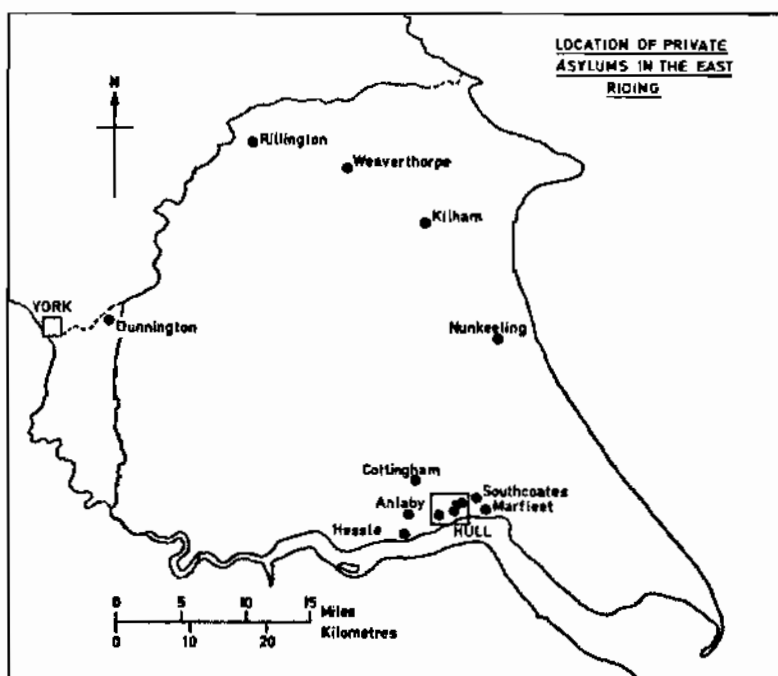 LOCATION OF PRIVATE
ASYLUMS IN THE EAST
RIDING
N
Rillington
Weaverthorpe
Kilham
YORK
Dunnington
Nunkeeling
Cottingham
Southcoates
Anlaby
Marfleet
Hessle
HULL
0 5 10 15 Miles
0 10 20 Kilometres